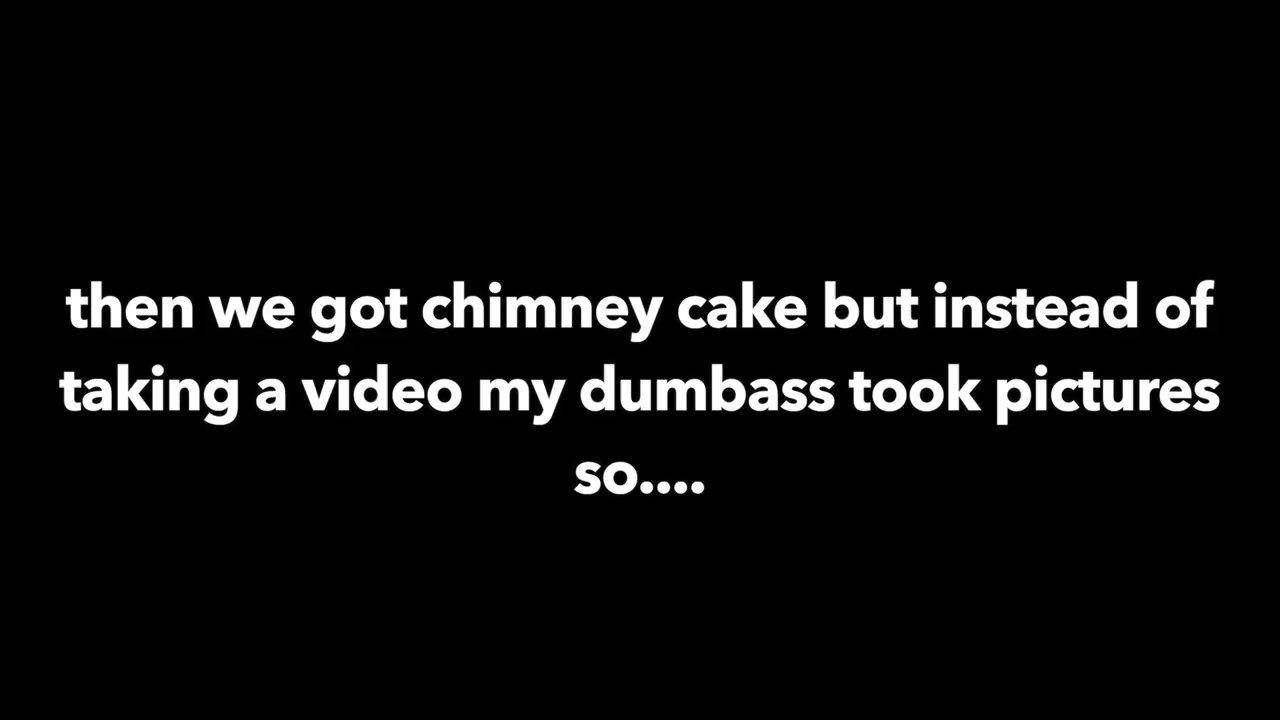 then we got chimney cake but instead of
taking a video my dumbass took pictures
so....